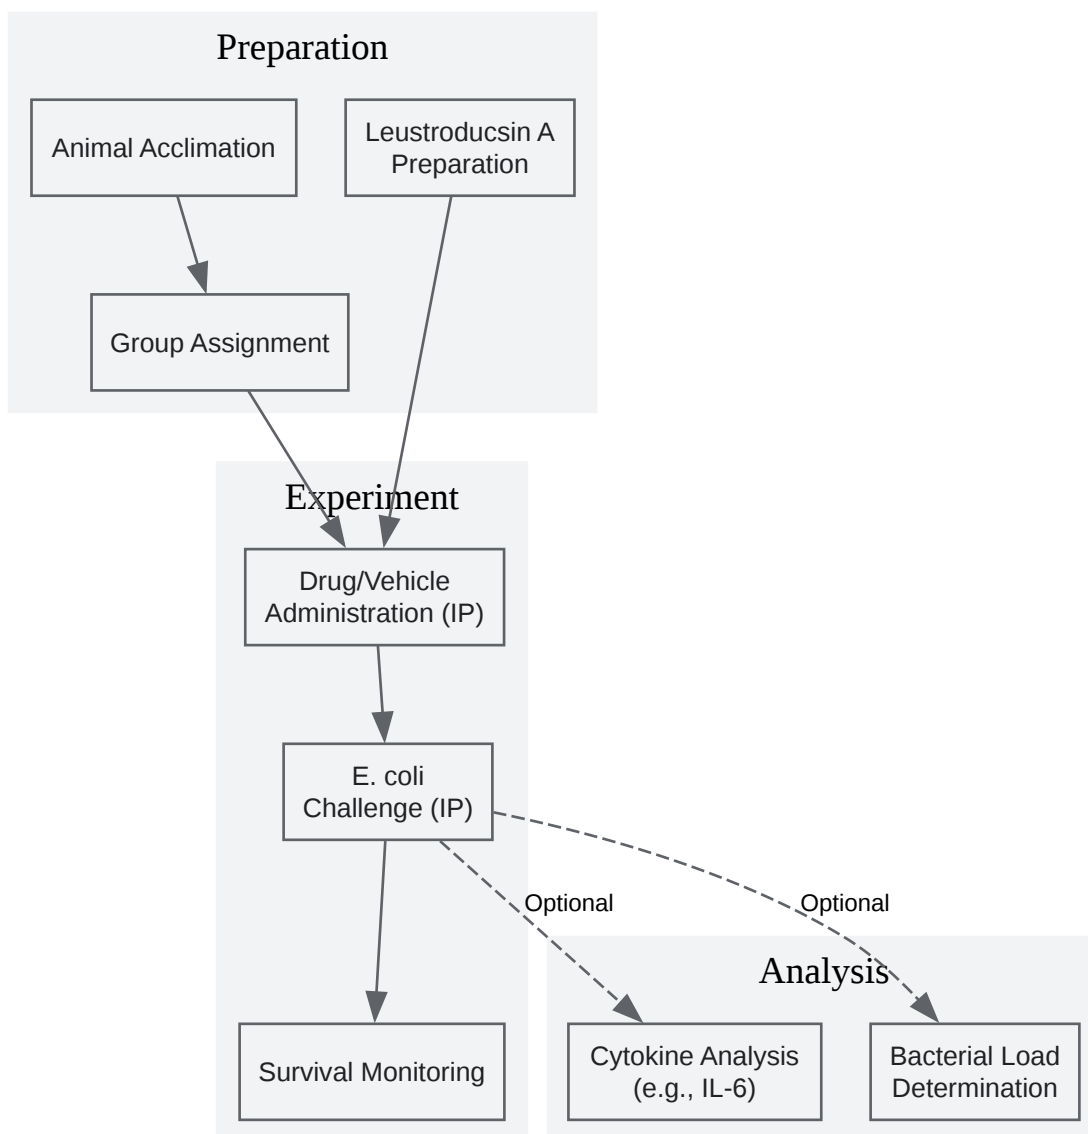 Preparation
Animal Acclimation
Leustroducsin A
Preparation
Group Assignment
Experiment
Drug/Vehicle
Administration (IP)
E. coli
Challenge (IP)
Optional
Optional
Analysis
Survival Monitoring
Cytokine Analysis
(e.g., IL-6)
Bacterial Load
Determination